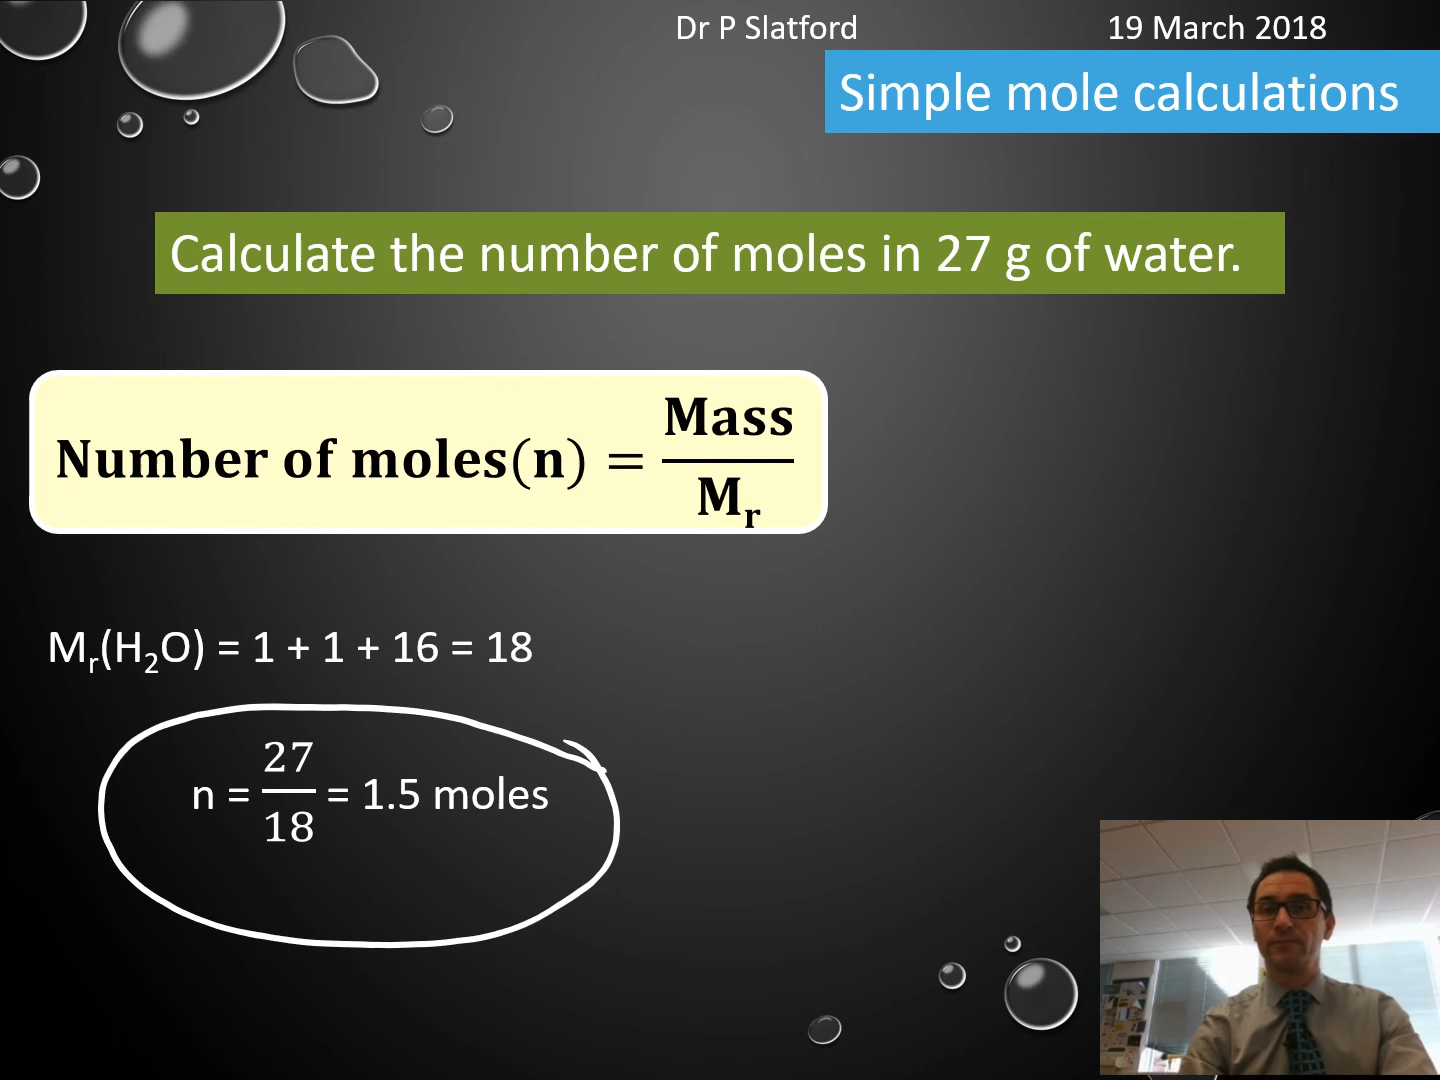 Dr P Slatford 19 March 2018
Simple mole calculations
Calculate the number of moles in 27 g of water.
Number of moles(n) = Mass / Mᵣ
Mᵣ(H₂O) = 1 + 1 + 16 = 18
n = 27 / 18 = 1.5 moles